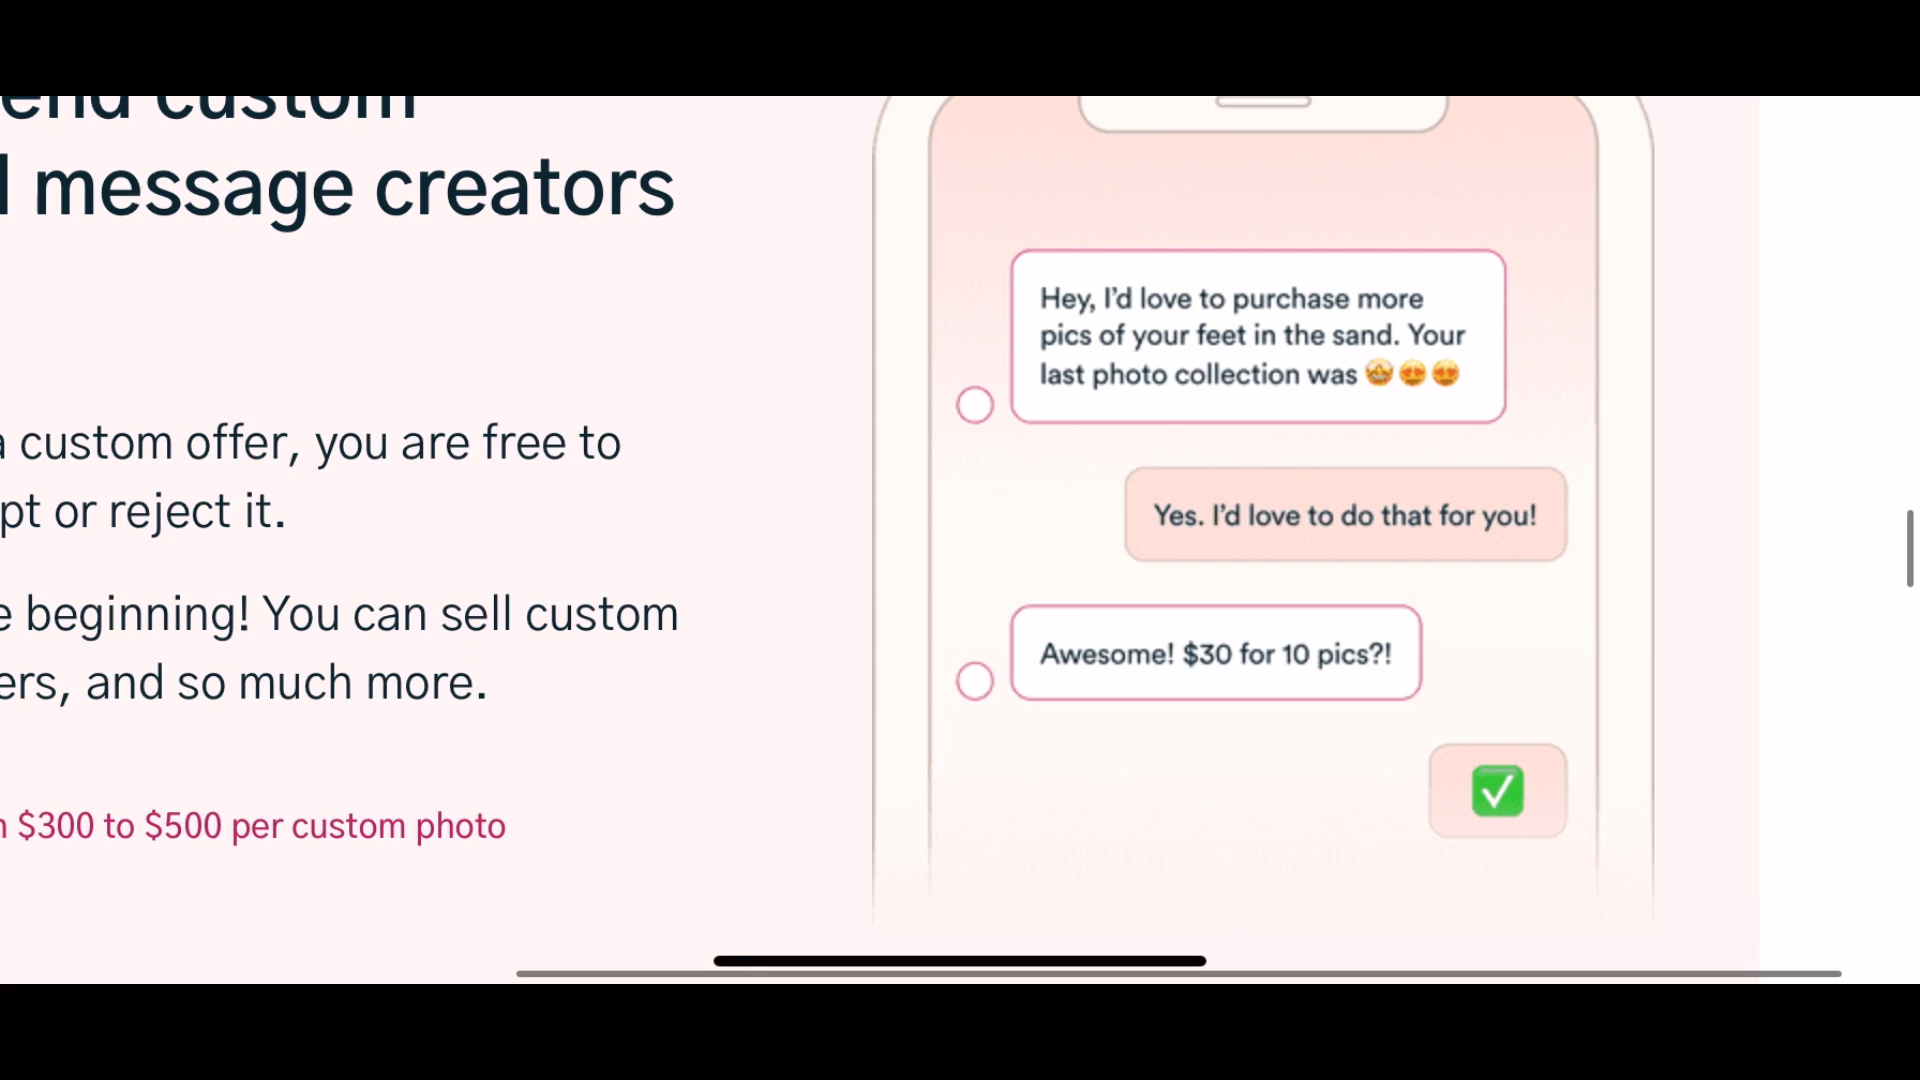 end custom
message creators
a custom offer, you are free to
pt or reject it.
e beginning! You can sell custom
ers, and so much more.
$300 to $500 per custom photo
Hey, I'd love to purchase more
pics of your feet in the sand. Your
last photo collection was 🤩😍😍
Yes. I'd love to do that for you!
Awesome! $30 for 10 pics?!
✅